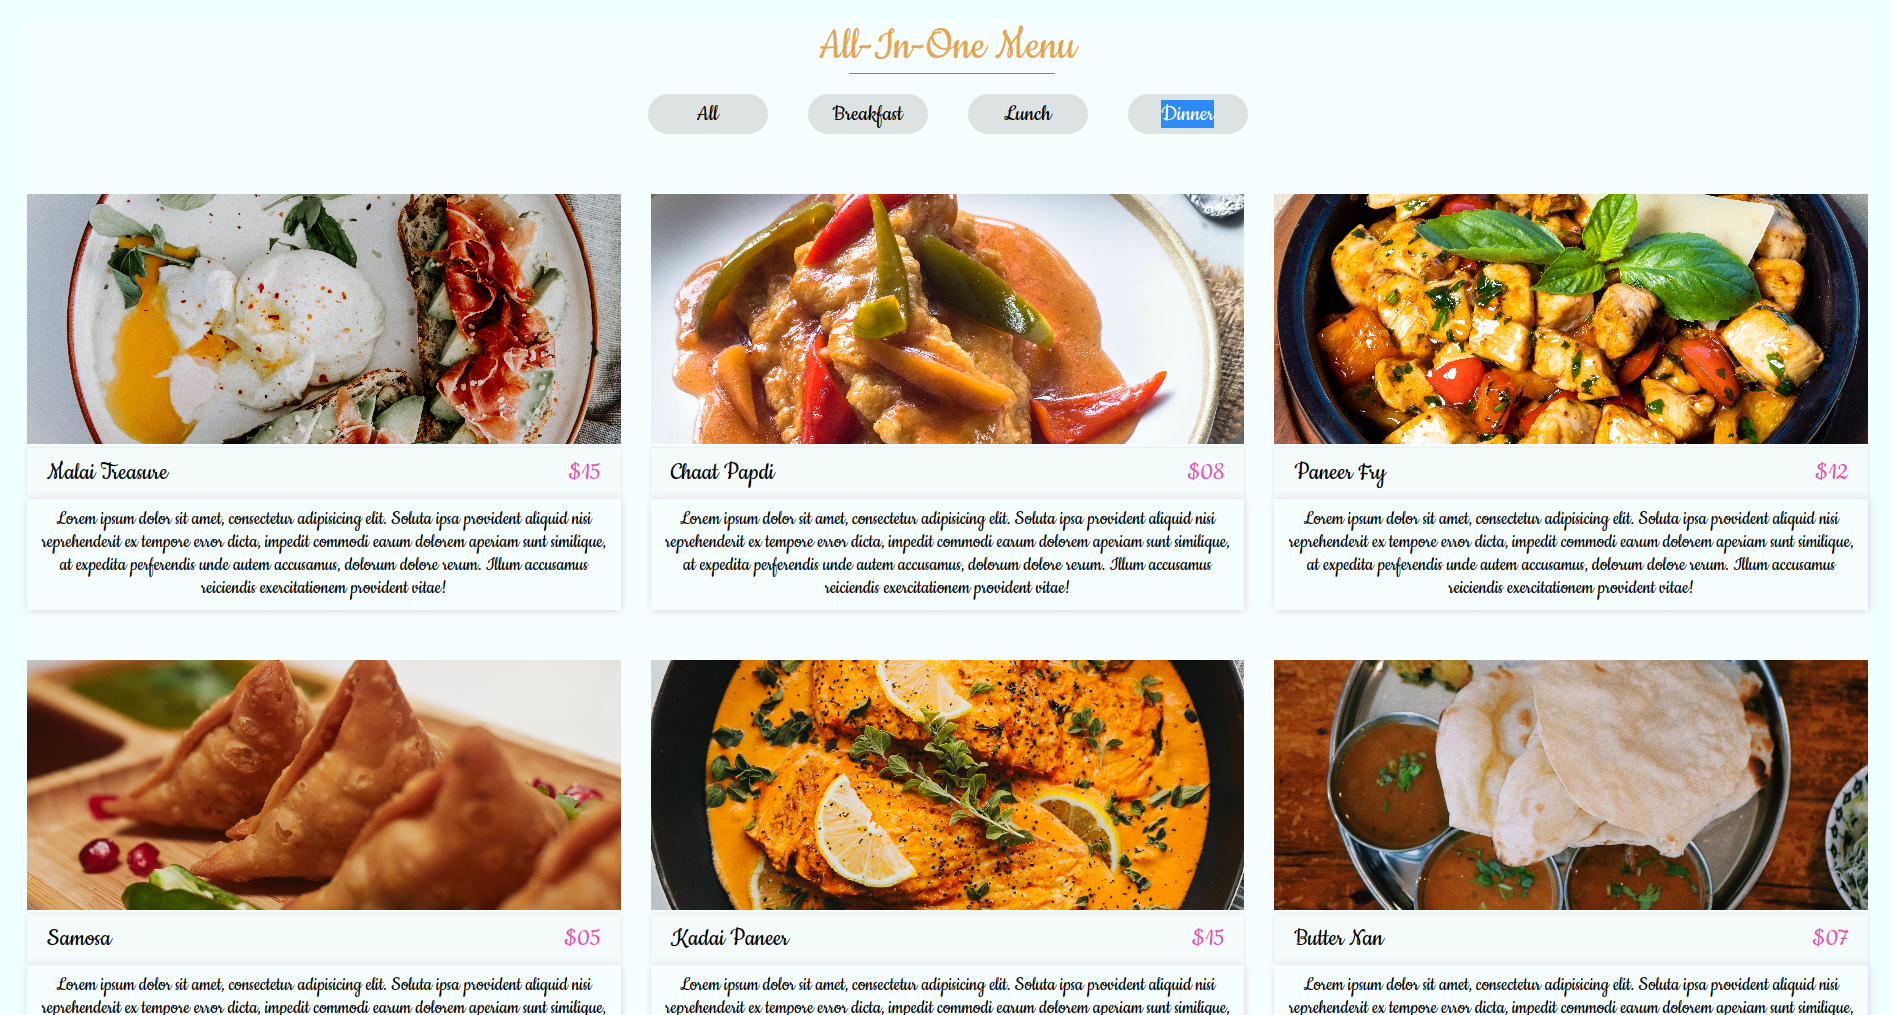 All-In-One Menu
All Breakfast Lunch Dinner
Malai Treasure $15
Lorem ipsum dolor sit amet, consectetur adipisicing elit. Soluta ipsa provident aliquid nisi
reprehenderit ex tempore error dicta, impedit commodi earum dolorem aperiam sunt similique,
at expedita perferendis unde autem accusamus, dolorum dolore rerum. Illum accusamus
reiciendis exercitationem provident vitae!
Chaat Papdi $08
Lorem ipsum dolor sit amet, consectetur adipisicing elit. Soluta ipsa provident aliquid nisi
reprehenderit ex tempore error dicta, impedit commodi earum dolorem aperiam sunt similique,
at expedita perferendis unde autem accusamus, dolorum dolore rerum. Illum accusamus
reiciendis exercitationem provident vitae!
Paneer Fry $12
Lorem ipsum dolor sit amet, consectetur adipisicing elit. Soluta ipsa provident aliquid nisi
reprehenderit ex tempore error dicta, impedit commodi earum dolorem aperiam sunt similique,
at expedita perferendis unde autem accusamus, dolorum dolore rerum. Illum accusamus
reiciendis exercitationem provident vitae!
Samosa $05
Lorem ipsum dolor sit amet, consectetur adipisicing elit. Soluta ipsa provident aliquid nisi
reprehenderit ex tempore error dicta, impedit commodi earum dolorem aperiam sunt similique,
Kadai Paneer $15
Lorem ipsum dolor sit amet, consectetur adipisicing elit. Soluta ipsa provident aliquid nisi
reprehenderit ex tempore error dicta, impedit commodi earum dolorem aperiam sunt similique,
Butter Nan $07
Lorem ipsum dolor sit amet, consectetur adipisicing elit. Soluta ipsa provident aliquid nisi
reprehenderit ex tempore error dicta, impedit commodi earum dolorem aperiam sunt similique,